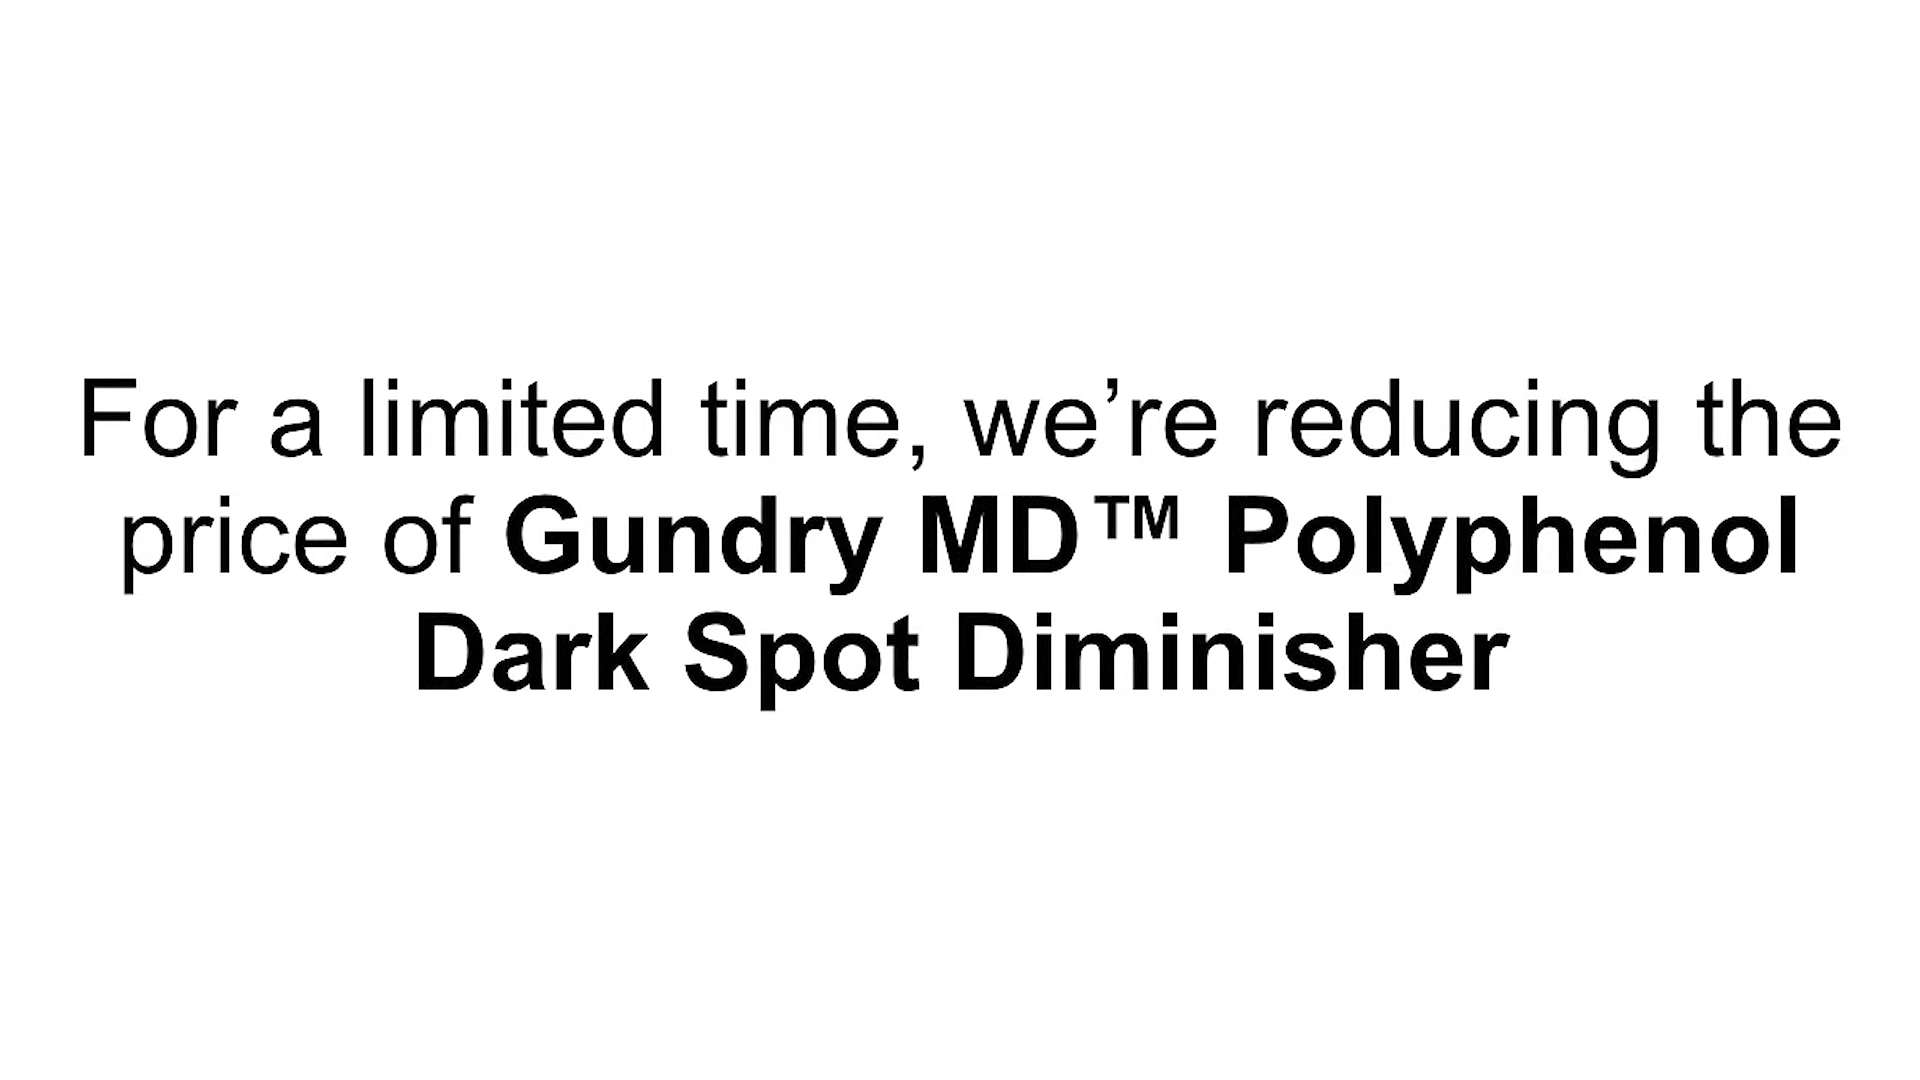 For a limited time, we’re reducing the
price of Gundry MD™ Polyphenol
Dark Spot Diminisher